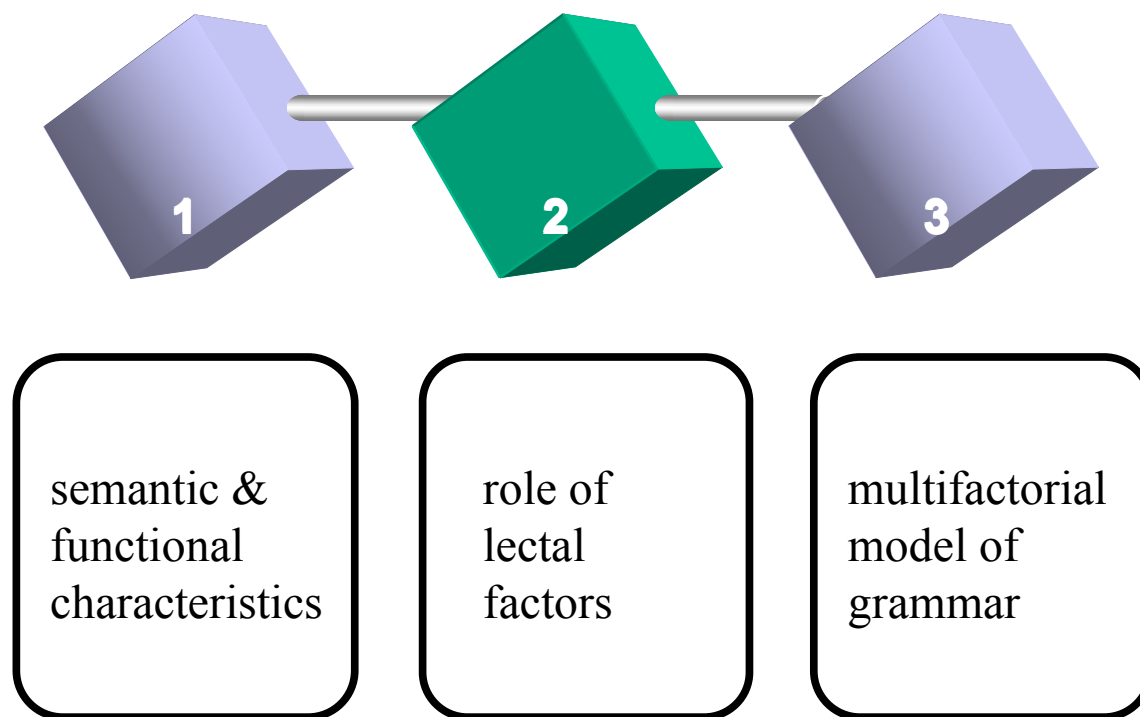 1
2
3
semantic &
functional
characteristics
role of
lectal
factors
multifactorial
model of
grammar